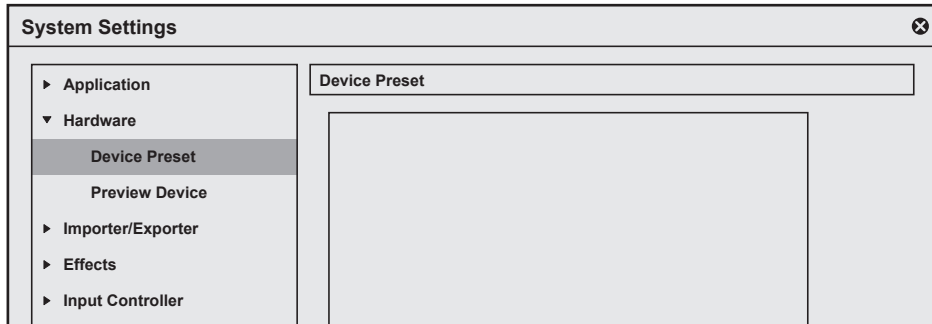 System Settings
Application
Hardware
Device Preset
Preview Device
Importer/Exporter
Effects
Input Controller
Device Preset